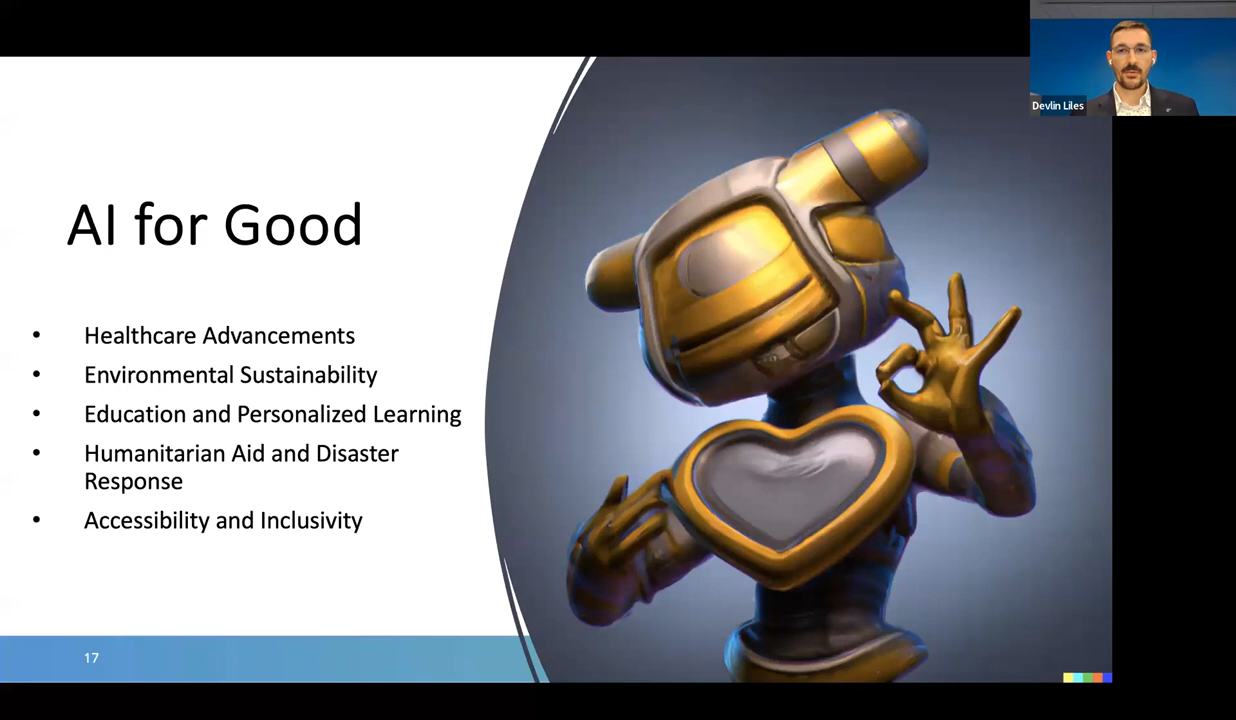 Devlin Liles
AI for Good
• Healthcare Advancements
• Environmental Sustainability
• Education and Personalized Learning
• Humanitarian Aid and Disaster
Response
• Accessibility and Inclusivity
17